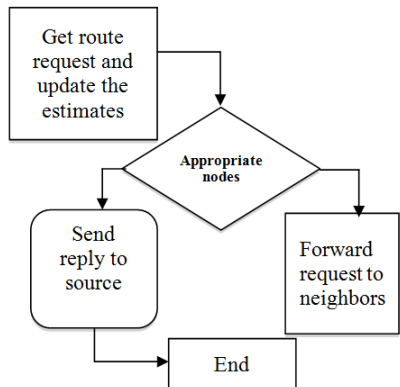 Get route
request and
update the
estimates
Appropriate
nodes
Send
reply to
source
Forward
request to
neighbors
End